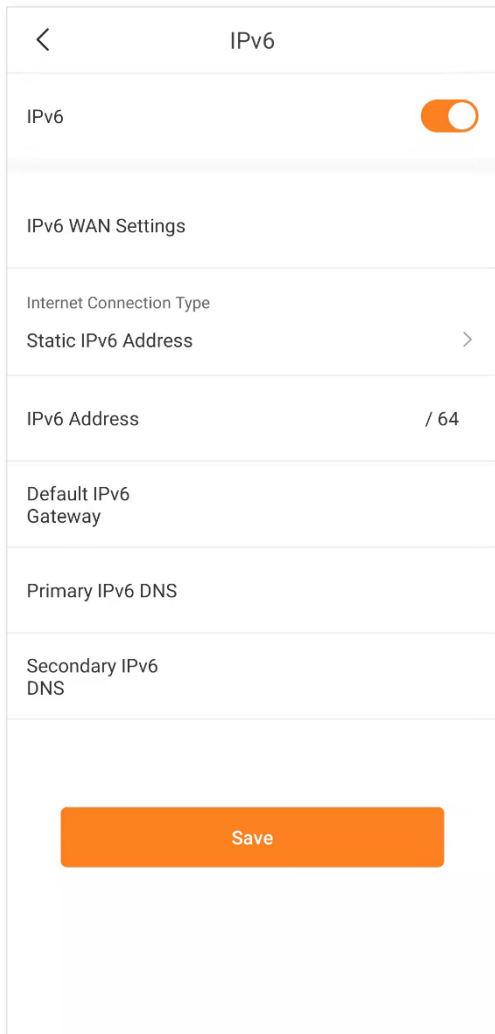 IPv6
IPv6
IPv6 WAN Settings
Internet Connection Type
Static IPv6 Address
IPv6 Address / 64
Default IPv6
Gateway
Primary IPv6 DNS
Secondary IPv6
DNS
Save